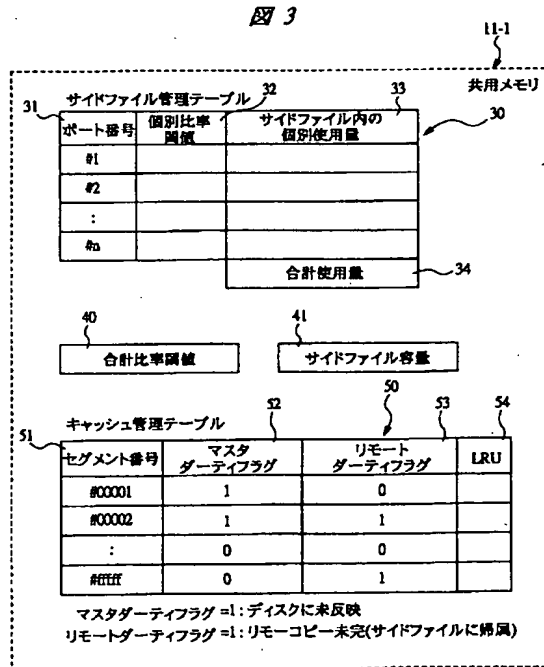 図 3
11-1
共用メモリ
サイドファイル管理テーブル
31
32
33
30
ポート番号
個別比率
閾値
サイドファイル内の
個別使用量
#1
#2
:
#n
合計使用量
34
40
合計比率閾値
41
サイドファイル容量
キャッシュ管理テーブル
51
52
50
53
54
セグメント番号
マスタ
ダーティフラグ
リモート
ダーティフラグ
LRU
#00001 1 0
#00002 1 1
: 0 0
#fffff 0 1
マスタダーティフラグ=1:ディスクに未反映
リモートダーティフラグ=1:リモーコピー未完(サイドファイルに帰属)